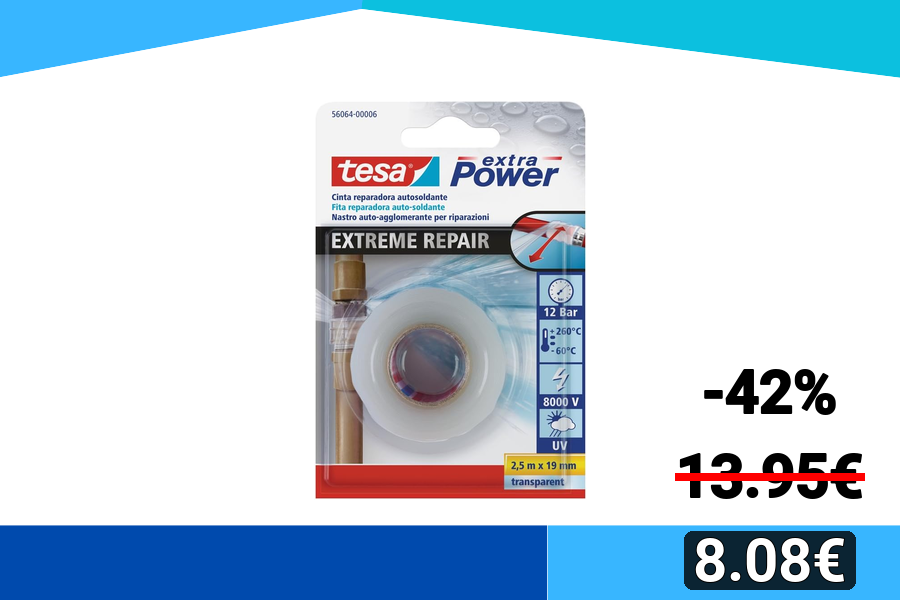 56064-00006
tesa®
extra
Power
Cinta reparadora autosoldante
Fita reparadora auto-soldante
Nastro auto-agglomerante per riparazioni
EXTREME REPAIR
12 Bar
+260°C
-60°C
8000 V
UV
2,5 m x 19 mm
transparent
-42%
13.95€
8.08€